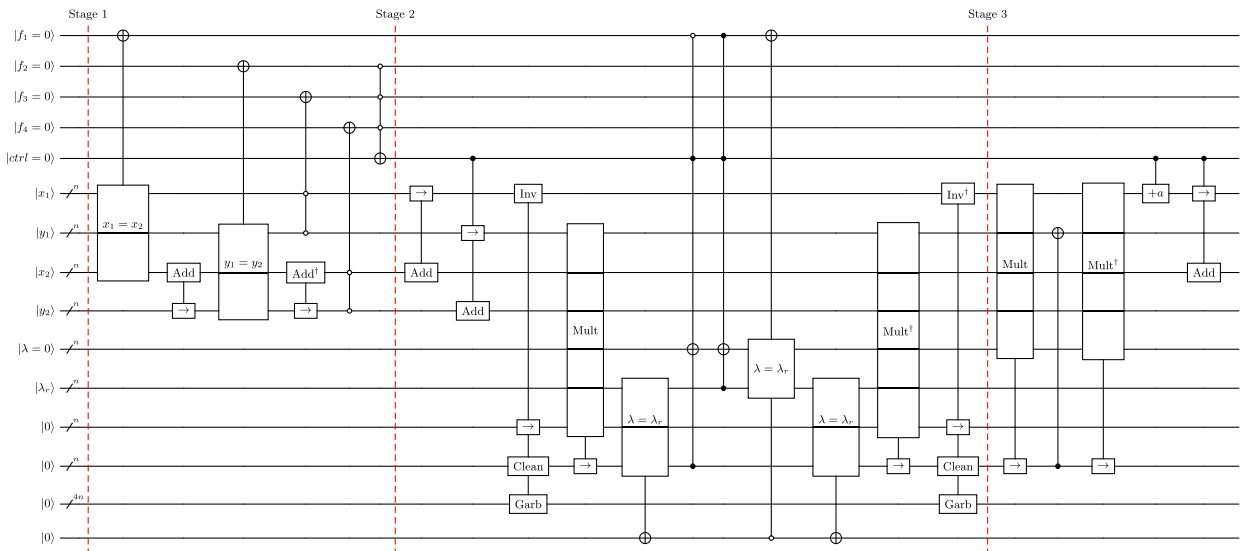 Stage 1 Stage 2 Stage 3
|f₁ = 0⟩
|f₂ = 0⟩
|f₃ = 0⟩
|f₄ = 0⟩
|ctrl = 0⟩
|x₁⟩ n → Inv Inv† +a →
x₁ = x₂
|y₁⟩ n →
y₁ = y₂ Mult Mult†
|x₂⟩ n Add Add† Add Add
|y₂⟩ n → → Add
Mult Mult†
|λ = 0⟩ n
λ = λᵣ
|λᵣ⟩ n
λ = λᵣ λ = λᵣ
|0⟩ n → →
|0⟩ n Clean → → Clean → →
|0⟩ 4n Garb Garb
|0⟩